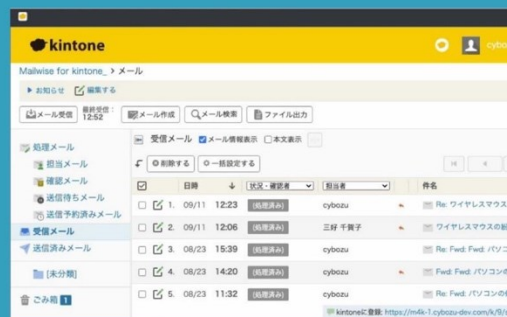 kintone
cybo
Mailwise for kintone_ > メール
お知らせ 編集する
メール受信 最終受信: 12:52 メール作成 メール検索 ファイル出力
受信メール メール情報表示 本文表示
削除する 一括設定する
日時 ↓ (状況・確認者) (担当者) 件名
1. 09/11 12:23 (処理済み) cybozu Re: ワイヤレスマウス
2. 09/11 12:06 (処理済み) 三好 千賀子 Re: ワイヤレスマウスの
3. 08/23 15:39 (処理済み) cybozu Re: Fwd: Fwd: パソコ
4. 08/23 14:20 (処理済み) cybozu Fwd: Fwd: パソコンの
5. 08/23 11:32 (処理済み) cybozu Re: Fwd: パソコンの
kintoneに登録: https://m4k-1.cybozu-dev.com/k/9/
処理メール
担当メール
確認メール
送信待ちメール
送信予約済みメール
受信メール
送信済みメール
[未分類]
ごみ箱 1